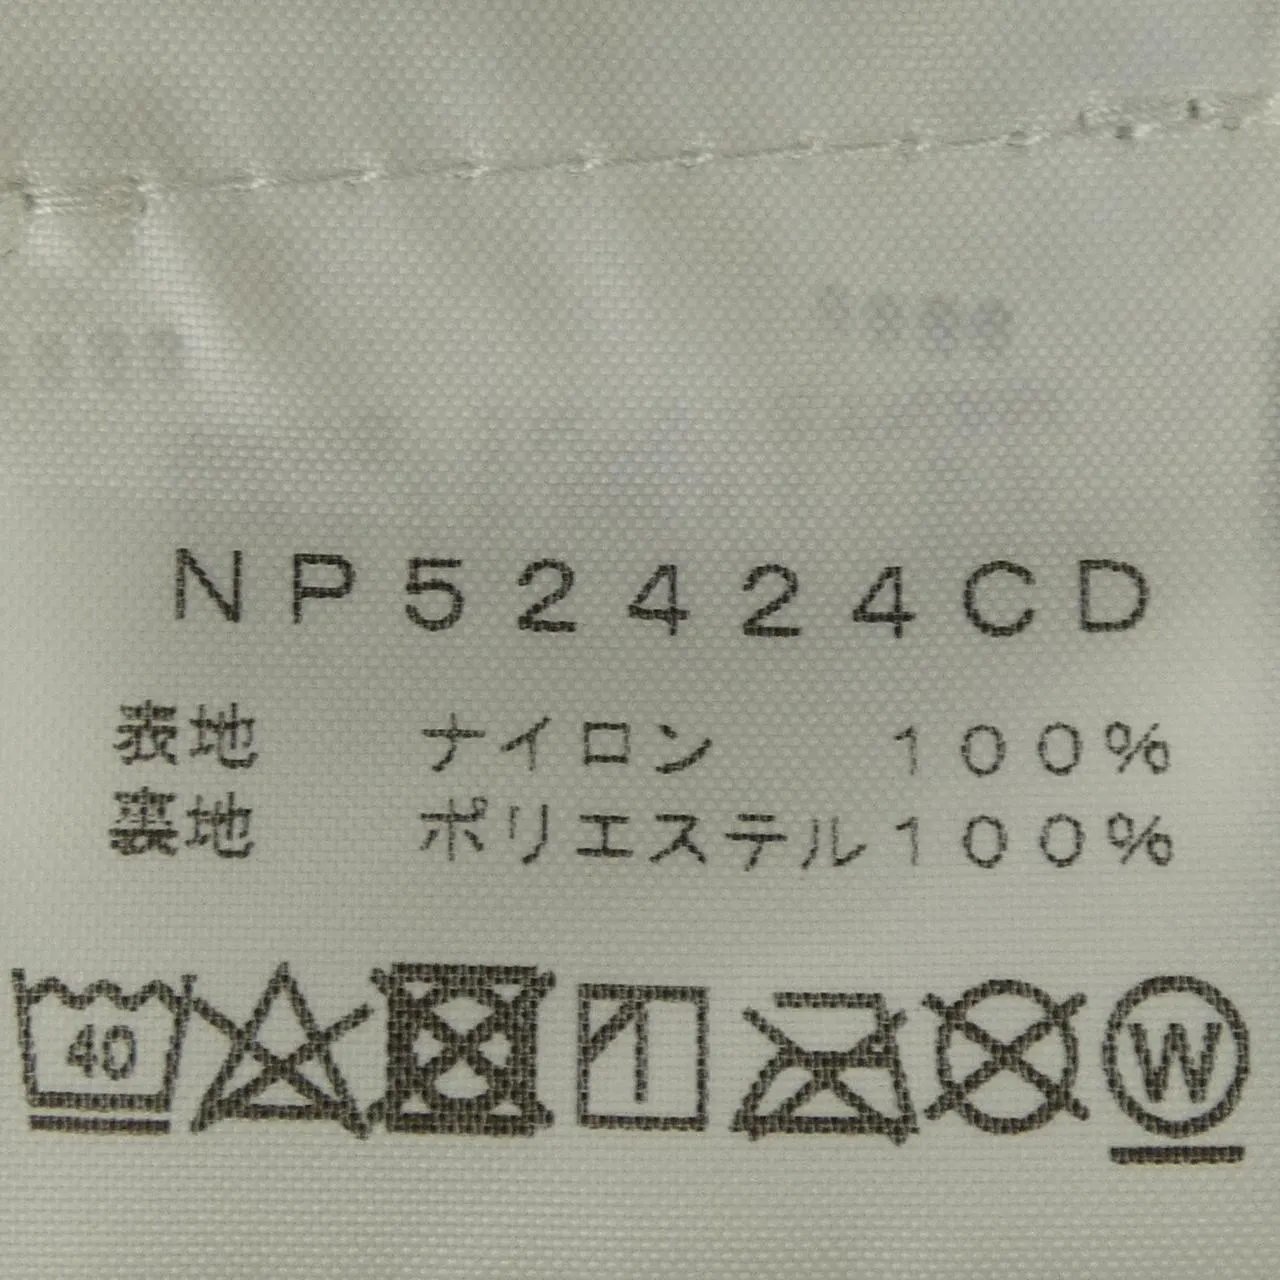 NP52424CD
表地 ナイロン 100%
裏地 ポリエステル100%
40 W